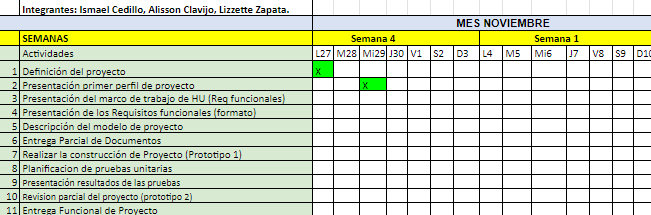 Integrantes: Ismael Cedillo, Alisson Clavijo, Lizzette Zapata.
MES NOVIEMBRE
SEMANAS Semana 4 Semana 1
Actividades L27 M28 Mi29 J30 V1 S2 D3 L4 M5 Mi6 J7 V8 S9 D10
1 Definición del proyecto X
2 Presentación primer perfil de proyecto X
3 Presentación del marco de trabajo de HU (Req funcionales)
4 Presentación de los Requisitos funcionales (formato)
5 Descripción del modelo de proyecto
6 Entrega Parcial de Documentos
7 Realizar la construcción de Proyecto (Prototipo 1)
8 Planificacion de pruebas unitarias
9 Presentación resultados de las pruebas
10 Revision parcial del proyecto (prototipo 2)
11 Entrega Funcional de Proyecto